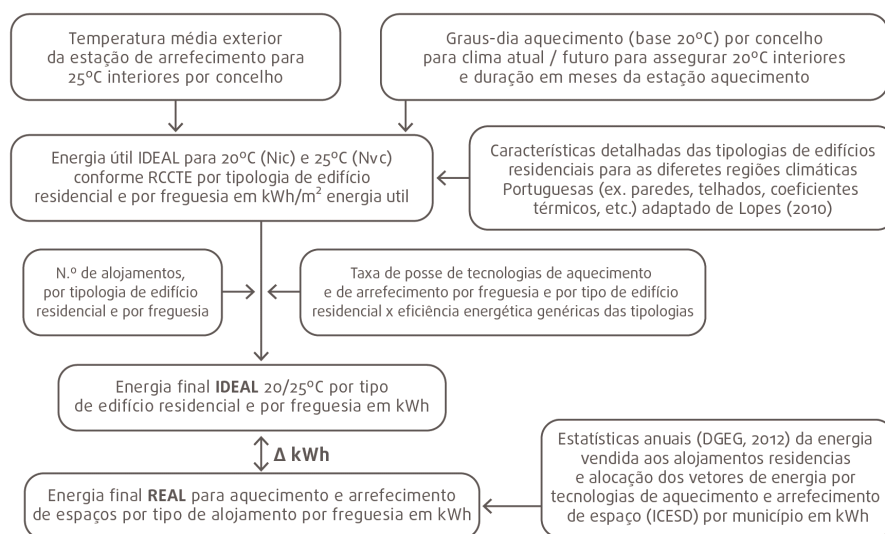 Temperatura média exterior
da estação de arrefecimento para
25ºC interiores por concelho
Graus-dia aquecimento (base 20ºC) por concelho
para clima atual / futuro para assegurar 20ºC interiores
e duração em meses da estação aquecimento
Energia útil IDEAL para 20ºC (Nic) e 25ºC (Nvc)
conforme RCCTE por tipologia de edifício
residencial e por freguesia em kWh/m² energia util
Características detalhadas das tipologias de edifícios
residenciais para as diferetes regiões climáticas
Portuguesas (ex. paredes, telhados, coeficientes
térmicos, etc.) adaptado de Lopes (2010)
N.º de alojamentos,
por tipologia de edifício
residencial e por freguesia
Taxa de posse de tecnologias de aquecimento
e de arrefecimento por freguesia e por tipo de edifício
residencial x eficiência energética genéricas das tipologias
Energia final IDEAL 20/25ºC por tipo
de edifício residencial e por freguesia em kWh
Δ kWh
Energia final REAL para aquecimento e arrefecimento
de espaços por tipo de alojamento por freguesia em kWh
Estatísticas anuais (DGEG, 2012) da energia
vendida aos alojamentos residencias
e alocação dos vetores de energia por
tecnologias de aquecimento e arrefecimento
de espaço (ICESD) por município em kWh